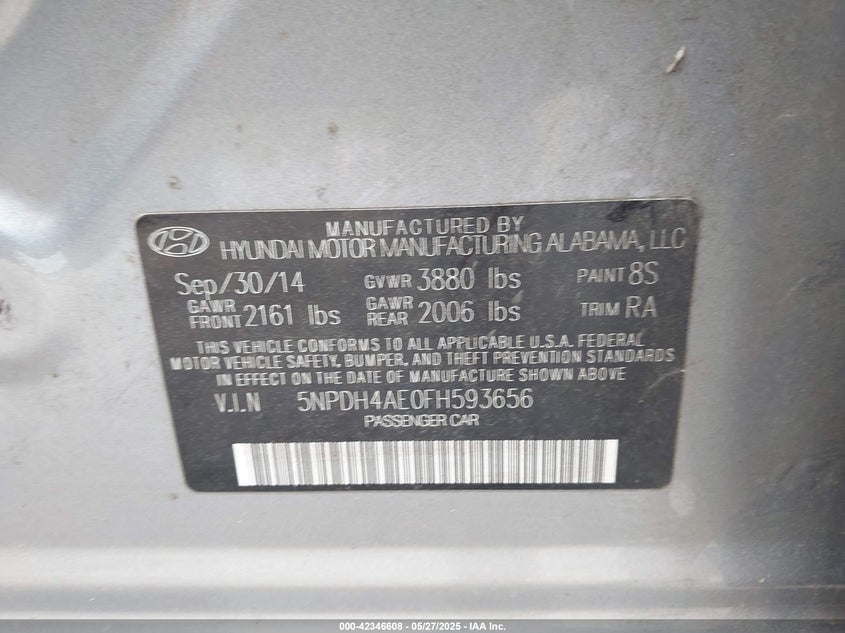 MANUFACTURED BY
HYUNDAI MOTOR MANUFACTURING ALABAMA, LLC
Sep/30/14 GVWR 3880 lbs PAINT 8S
GAWR FRONT 2161 lbs GAWR REAR 2006 lbs TRIM RA
THIS VEHICLE CONFORMS TO ALL APPLICABLE U.S.A. FEDERAL
MOTOR VEHICLE SAFETY, BUMPER, AND THEFT PREVENTION STANDARDS
IN EFFECT ON THE DATE OF MANUFACTURE SHOWN ABOVE
V.I.N 5NPDH4AE0FH593656
PASSENGER CAR
000-42346608 - 05/27/2025 - IAA Inc.